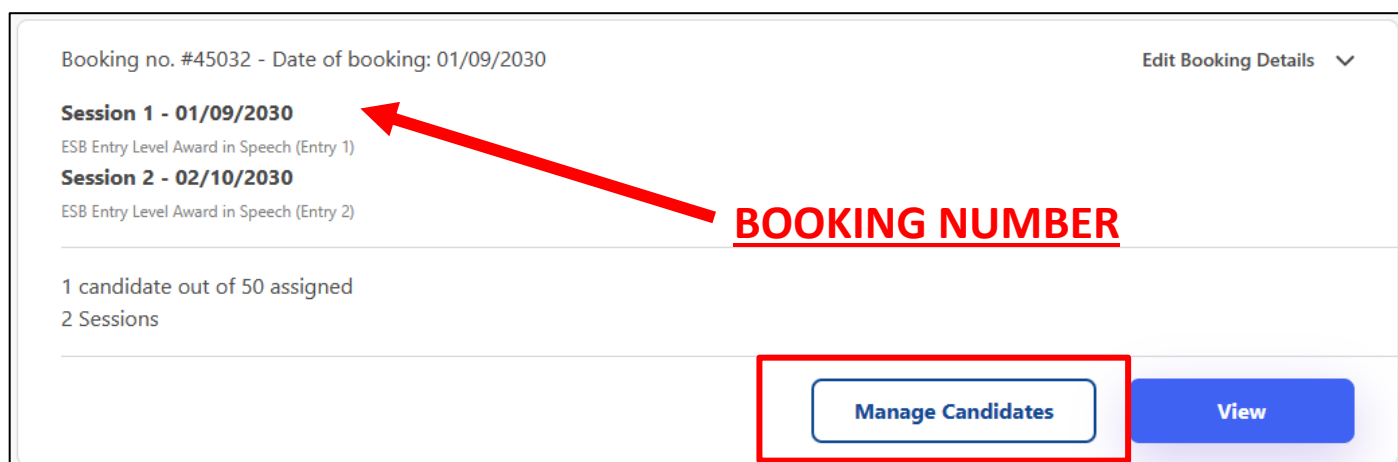 Booking no. #45032 - Date of booking: 01/09/2030
Edit Booking Details
Session 1 - 01/09/2030
ESB Entry Level Award in Speech (Entry 1)
Session 2 - 02/10/2030
ESB Entry Level Award in Speech (Entry 2)
BOOKING NUMBER
1 candidate out of 50 assigned
2 Sessions
Manage Candidates
View